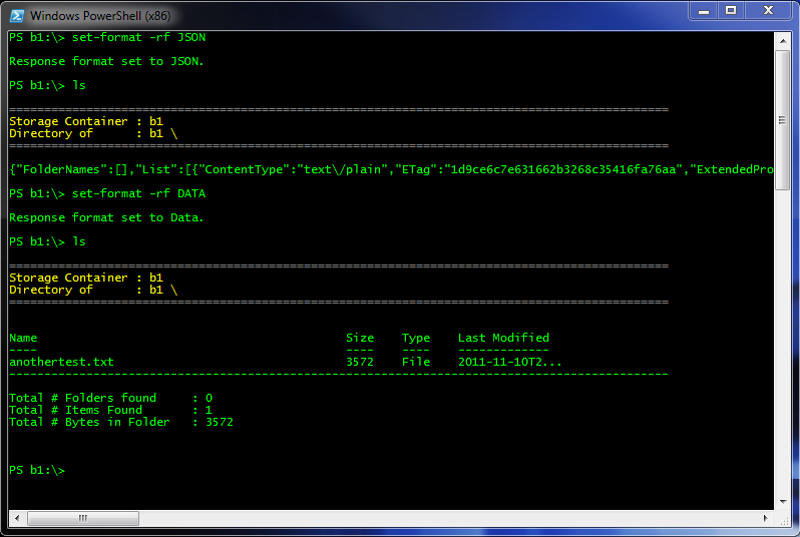 Windows PowerShell (x86)
PS b1:\> set-format -rf JSON
Response format set to JSON.
PS b1:\> ls
===============================================================================================
Storage Container : b1
Directory of      : b1 \
===============================================================================================
{"FolderNames":[],"List":[{"ContentType":"text\/plain","ETag":"1d9ce6c7e631662b3268c35416fa76aa","ExtendedPro
PS b1:\> set-format -rf DATA
Response format set to Data.
PS b1:\> ls
===============================================================================================
Storage Container : b1
Directory of      : b1 \
===============================================================================================
Name                                            Size    Type    Last Modified
----                                            ----    ----    -------------
anothertest.txt                                 3572    File    2011-11-10T2...
----------------------------------------------------------------------------------------------
Total # Folders found     : 0
Total # Items Found       : 1
Total # Bytes in Folder   : 3572
PS b1:\>